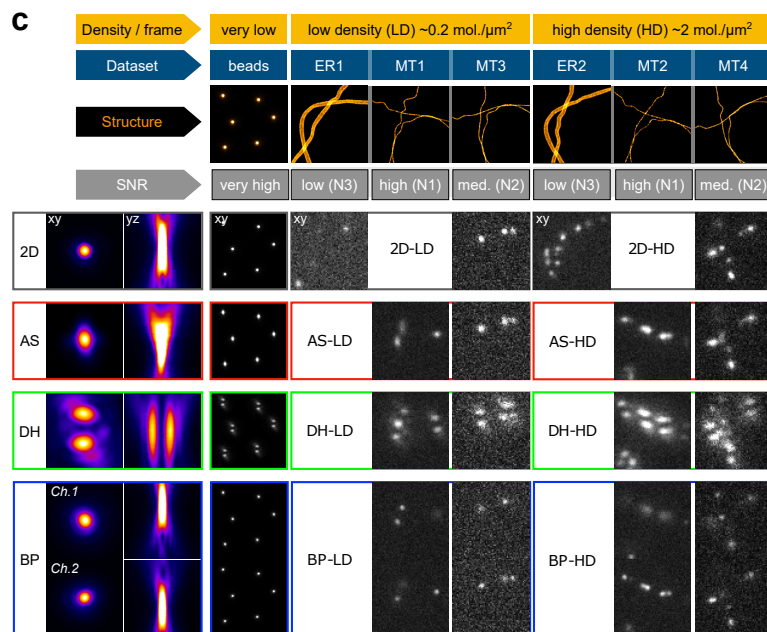 c
Density / frame very low low density (LD) ~0.2 mol./µm² high density (HD) ~2 mol./µm²
Dataset beads ER1 MT1 MT3 ER2 MT2 MT4
Structure
SNR very high low (N3) high (N1) med. (N2) low (N3) high (N1) med. (N2)
2D xy yz xy xy 2D-LD xy 2D-HD
AS AS-LD AS-HD
DH DH-LD DH-HD
BP Ch.1 Ch.2 BP-LD BP-HD